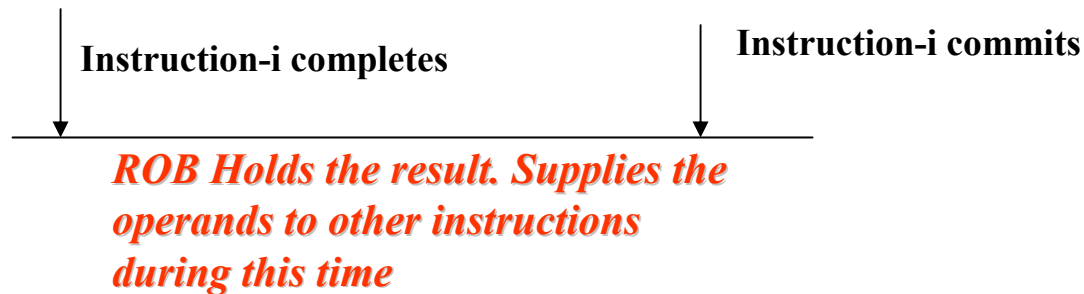 Instruction-i completes
Instruction-i commits
ROB Holds the result. Supplies the
operands to other instructions
during this time